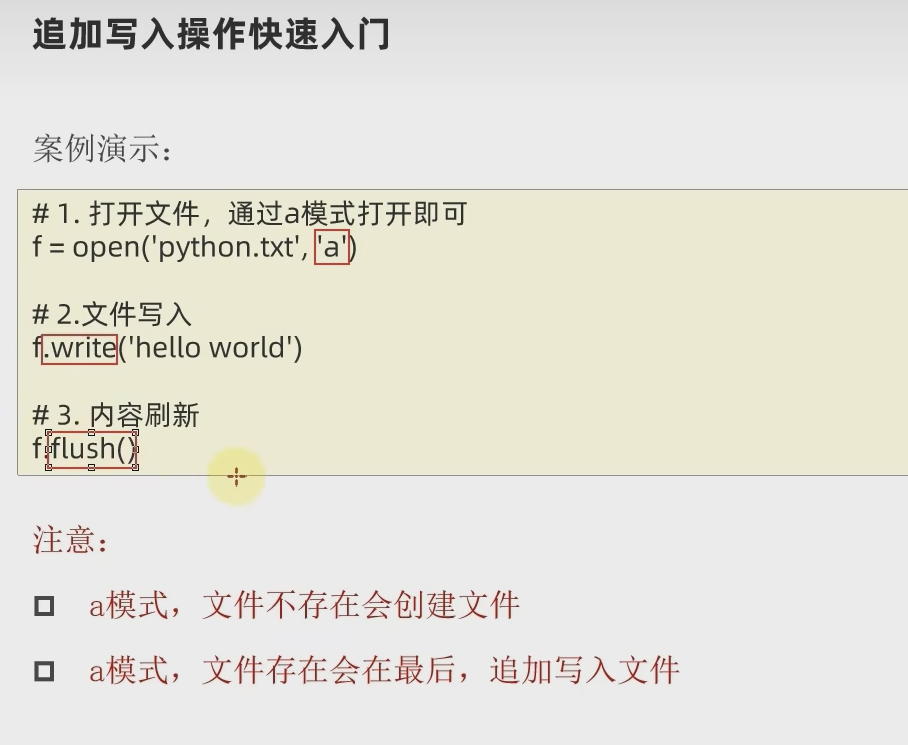 追加写入操作快速入门
案例演示：
# 1. 打开文件，通过a模式打开即可
f = open('python.txt', 'a')
# 2.文件写入
f.write('hello world')
# 3. 内容刷新
f.flush()
注意：
a模式，文件不存在会创建文件
a模式，文件存在会在最后，追加写入文件